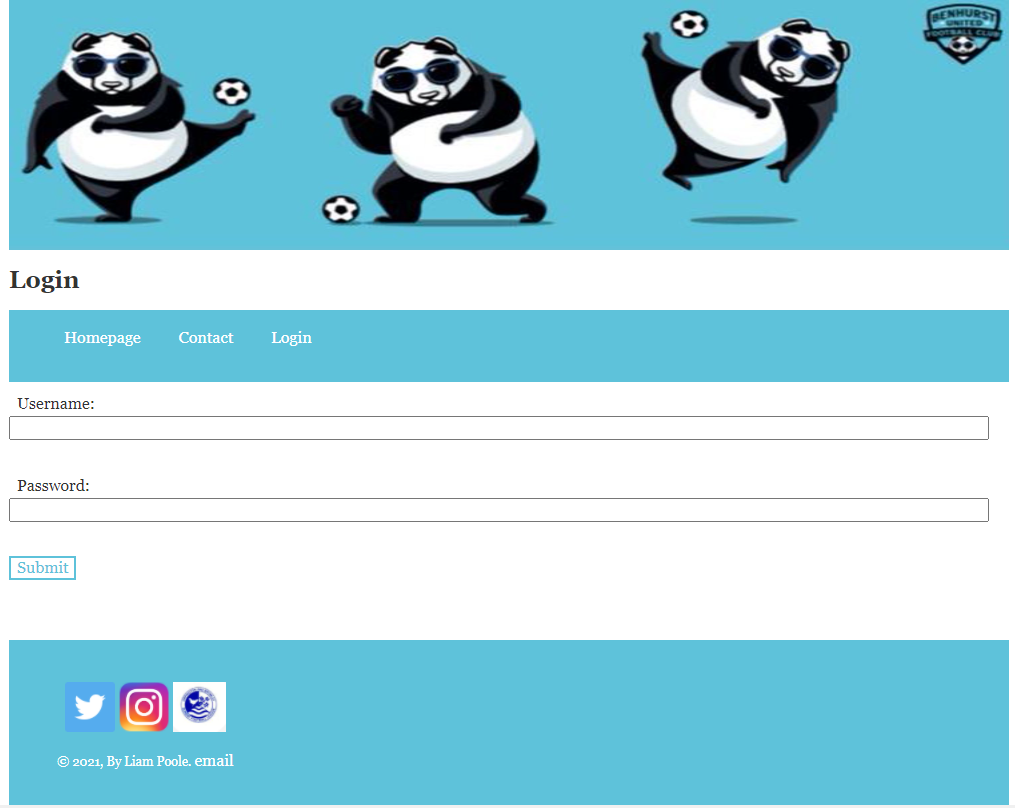 BENHURST
UNITED
FOOTBALL CLUB
Login
Homepage Contact Login
Username:
Password:
Submit
© 2021, By Liam Poole. email